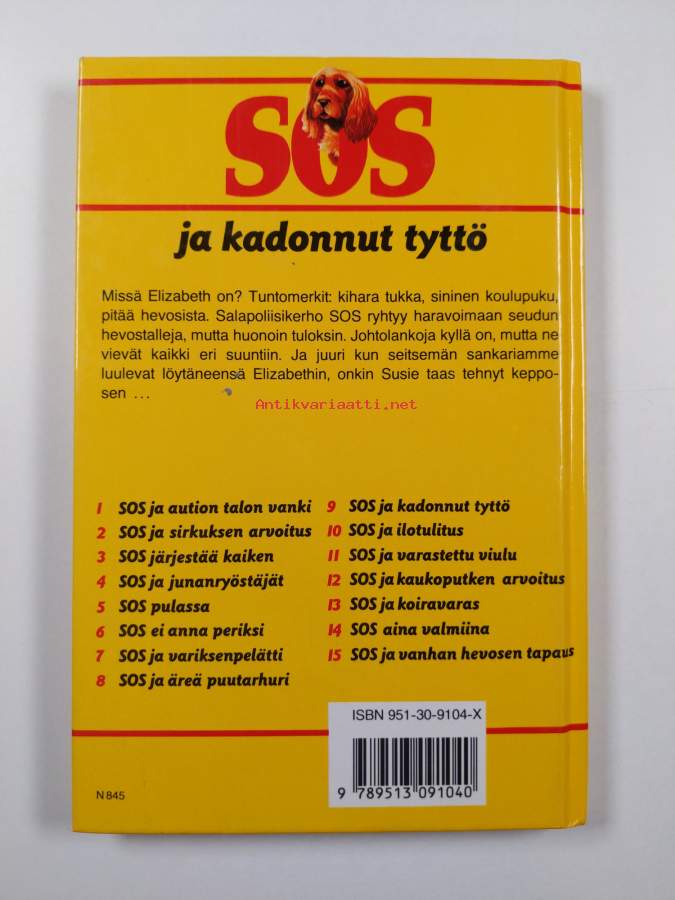 SOS
ja kadonnut tyttö
Missä Elizabeth on? Tuntomerkit: kihara tukka, sininen koulupuku,
pitää hevosista. Salapoliisikerho SOS ryhtyy haravoimaan seudun
hevostalleja, mutta huonoin tuloksin. Johtolankoja kyllä on, mutta ne
vievät kaikki eri suuntiin. Ja juuri kun seitsemän sankariamme
luulevat löytäneensä Elizabethin, onkin Susie taas tehnyt keppo-
sen ...
Antikvariaatti.net
1 SOS ja aution talon vanki
2 SOS ja sirkuksen arvoitus
3 SOS järjestää kaiken
4 SOS ja junanryöstäjät
5 SOS pulassa
6 SOS ei anna periksi
7 SOS ja variksenpelätti
8 SOS ja äreä puutarhuri
9 SOS ja kadonnut tyttö
10 SOS ja ilotulitus
11 SOS ja varastettu viulu
12 SOS ja kaukoputken arvoitus
13 SOS ja koiravaras
14 SOS aina valmiina
15 SOS ja vanhan hevosen tapaus
ISBN 951-30-9104-X
9 789513 091040
N 845